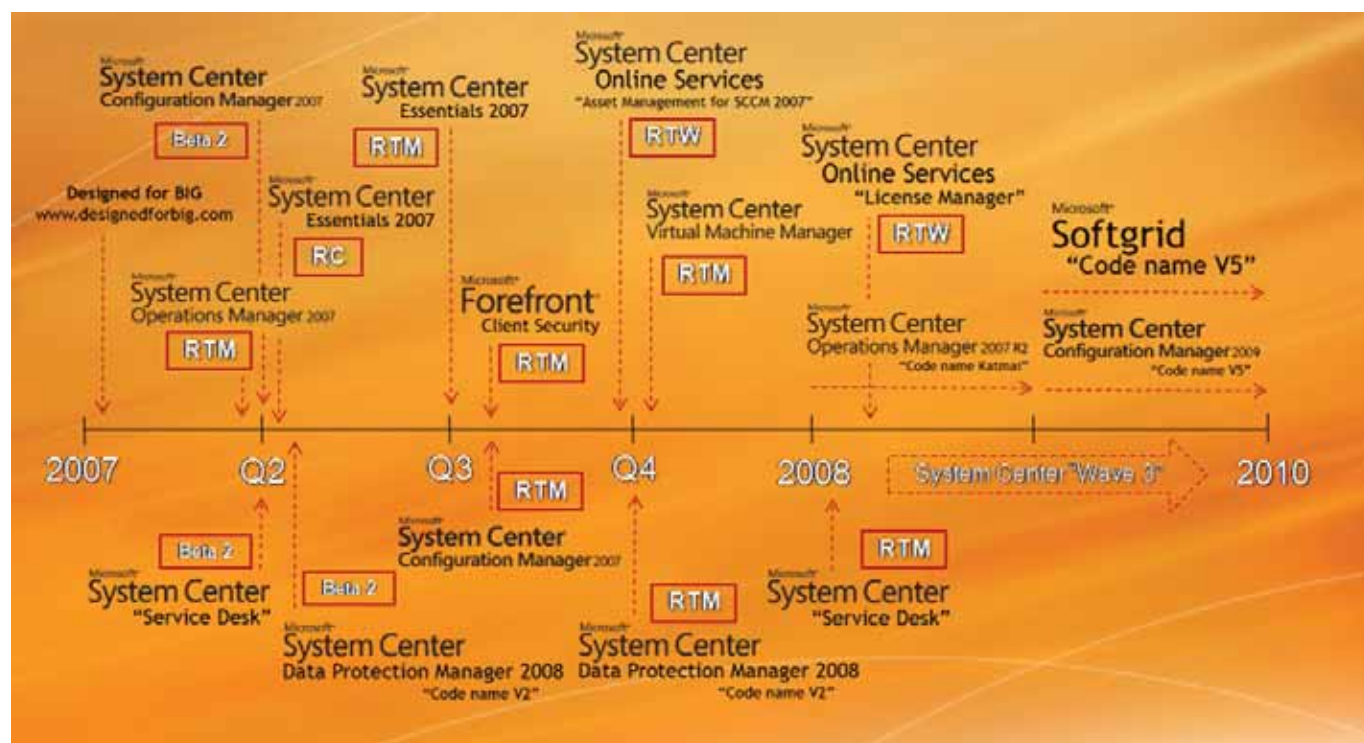 Microsoft
System Center
Configuration Manager 2007
Beta 2
Microsoft
System Center
Essentials 2007
RTM
Microsoft
System Center
Online Services
"Asset Management for SCCM 2007"
RTW
Microsoft
System Center
Online Services
"License Manager"
RTW
Designed for BIG
www.designedforbig.com
Microsoft
System Center
Essentials 2007
RC
Microsoft
System Center
Virtual Machine Manager
RTM
Microsoft
Softgrid
"Code name V5"
Microsoft
System Center
Operations Manager 2007
RTM
Microsoft
Forefront
Client Security
RTM
Microsoft
System Center
Operations Manager 2007 R2
"Code name Katmai"
Microsoft
System Center
Configuration Manager 2009
"Code name V5"
2007
Q2
Q3
Q4
2008
System Center "Wave 3"
2010
Beta 2
Microsoft
System Center
"Service Desk"
Beta 2
Microsoft
System Center
Data Protection Manager 2008
"Code name V2"
RTM
Microsoft
System Center
Configuration Manager 2007
RTM
Microsoft
System Center
Data Protection Manager 2008
"Code name V2"
RTM
Microsoft
System Center
"Service Desk"